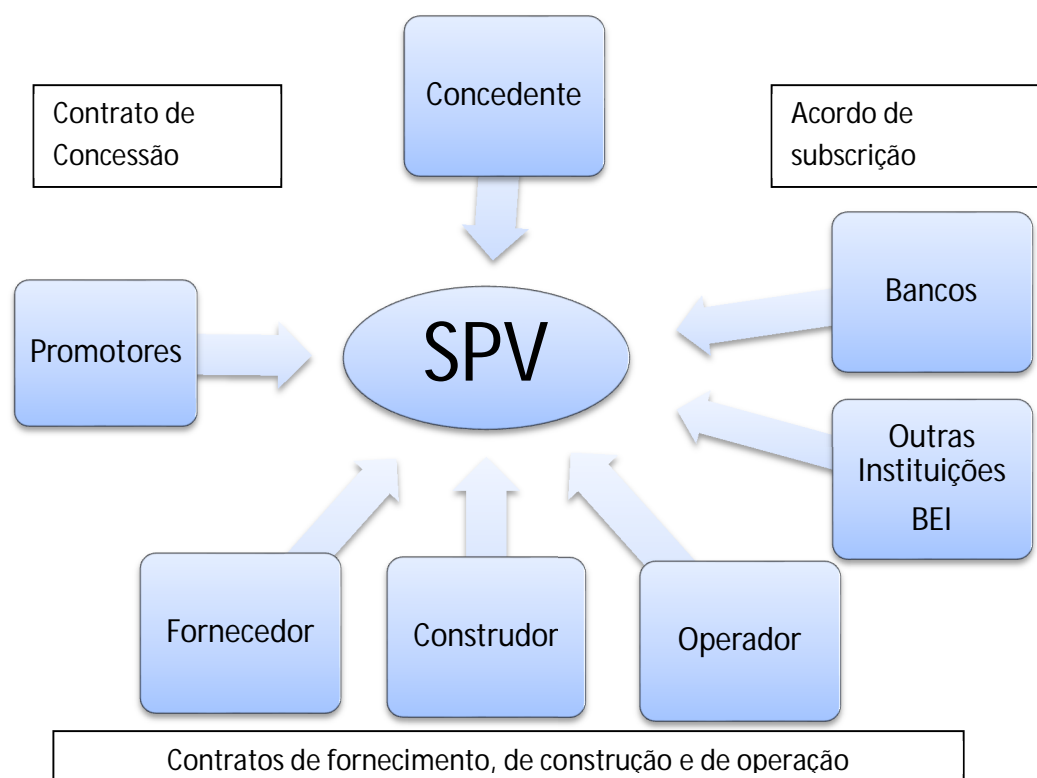 Concedente
Contrato de
Concessão
Acordo de
subscrição
Bancos
Promotores
SPV
Outras
Instituições
BEI
Fornecedor
Construdor
Operador
Contratos de fornecimento, de construção e de operação